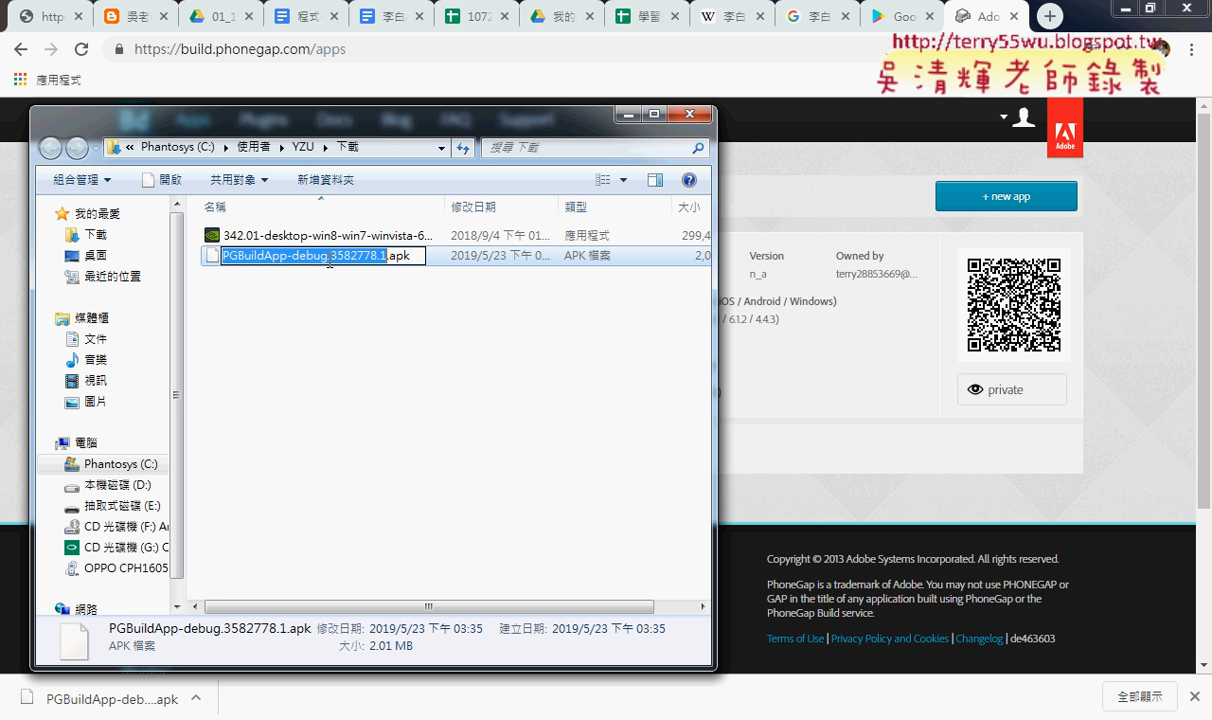 http:
吳老
01_1
程式
李白
1072
我的
學習
李白
李白
Goo
Ado
https://build.phonegap.com/apps
http://terry55wu.blogspot.tw
吳清輝老師錄製
應用程式
Bd Apps Plugins Docs Blog FAQ Support
Adobe
Phantosys (C:) 使用者 YZU 下載
搜尋 下載
組合管理 開啟 共用對象 新增資料夾
+ new app
我的最愛
下載
桌面
最近的位置
媒體櫃
文件
音樂
視訊
圖片
電腦
Phantosys (C:)
本機磁碟 (D:)
抽取式磁碟 (E:)
CD 光碟機 (F:) Ar
CD 光碟機 (G:) C
OPPO CPH1605
網路
名稱 修改日期 類型 大小
342.01-desktop-win8-win7-winvista-6... 2018/9/4 下午 01... 應用程式 299,4
PGBuildApp-debug.3582778.1.apk 2019/5/23 下午 0... APK 檔案 2,0
Version Owned by
n_a terry28853669@...
OS / Android / Windows)
/ 6.1.2 / 4.4.3)
private
PGBuildApp-debug.3582778.1.apk 修改日期: 2019/5/23 下午 03:35 建立日期: 2019/5/23 下午 03:35
APK 檔案 大小: 2.01 MB
Copyright © 2013 Adobe Systems Incorporated. All rights reserved.
PhoneGap is a trademark of Adobe. You may not use PHONEGAP or
GAP in the title of any application built using PhoneGap or the
PhoneGap Build service.
Terms of Use | Privacy Policy and Cookies | Changelog | de463603
PGBuildApp-deb....apk
全部顯示